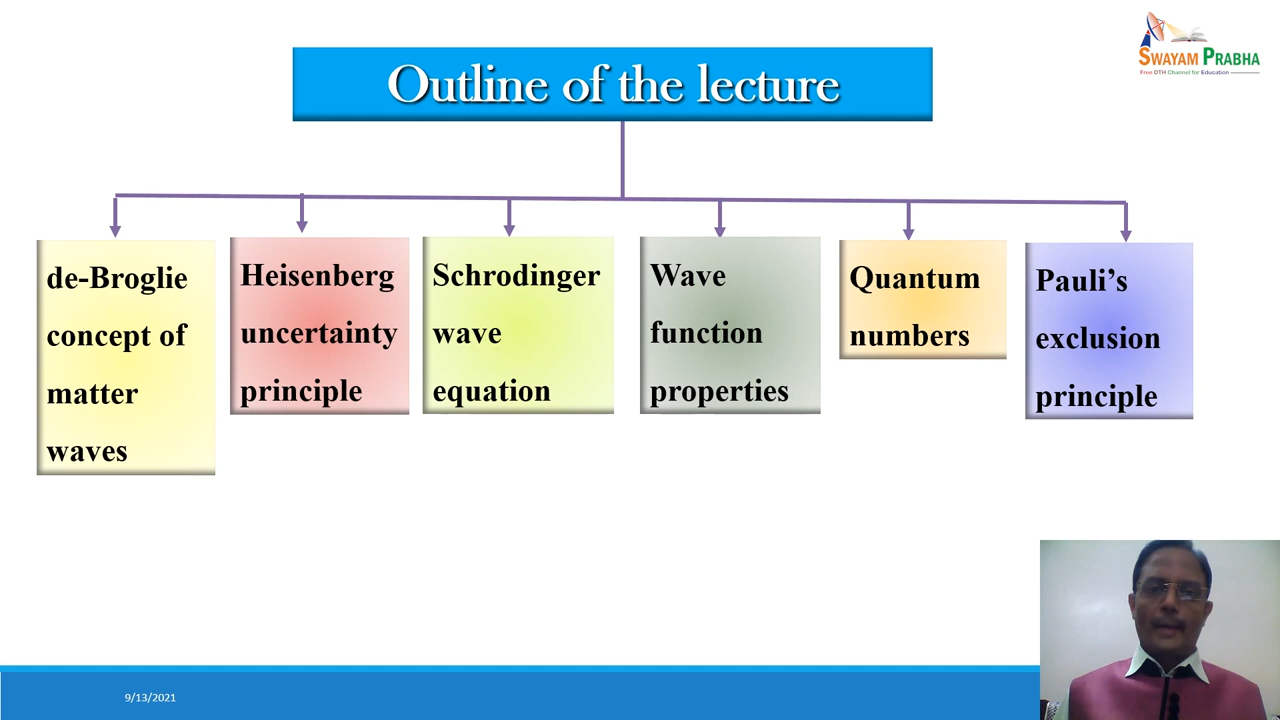 SWAYAM PRABHA
Free DTH Channel for Education
Outline of the lecture
de-Broglie
concept of
matter
waves
Heisenberg
uncertainty
principle
Schrodinger
wave
equation
Wave
function
properties
Quantum
numbers
Pauli’s
exclusion
principle
9/13/2021